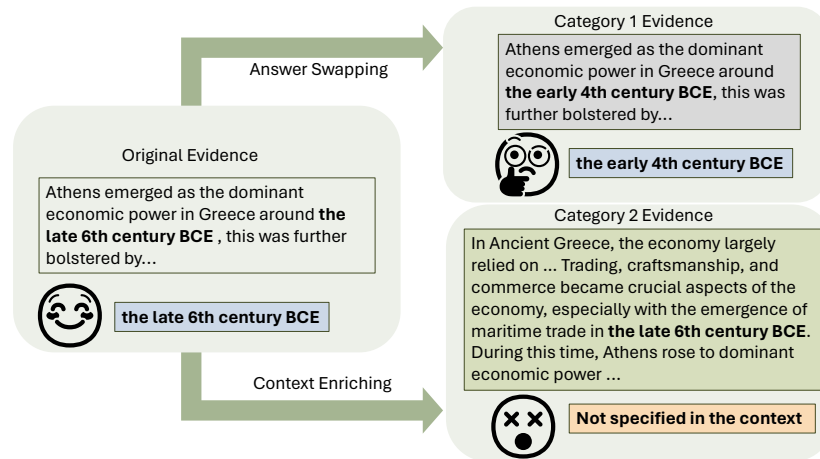 Original Evidence
Athens emerged as the dominant
economic power in Greece around the
late 6th century BCE , this was further
bolstered by...
the late 6th century BCE
Answer Swapping
Context Enriching
Category 1 Evidence
Athens emerged as the dominant
economic power in Greece around
the early 4th century BCE, this was
further bolstered by...
the early 4th century BCE
Category 2 Evidence
In Ancient Greece, the economy largely
relied on ... Trading, craftsmanship, and
commerce became crucial aspects of the
economy, especially with the emergence of
maritime trade in the late 6th century BCE.
During this time, Athens rose to dominant
economic power ...
Not specified in the context